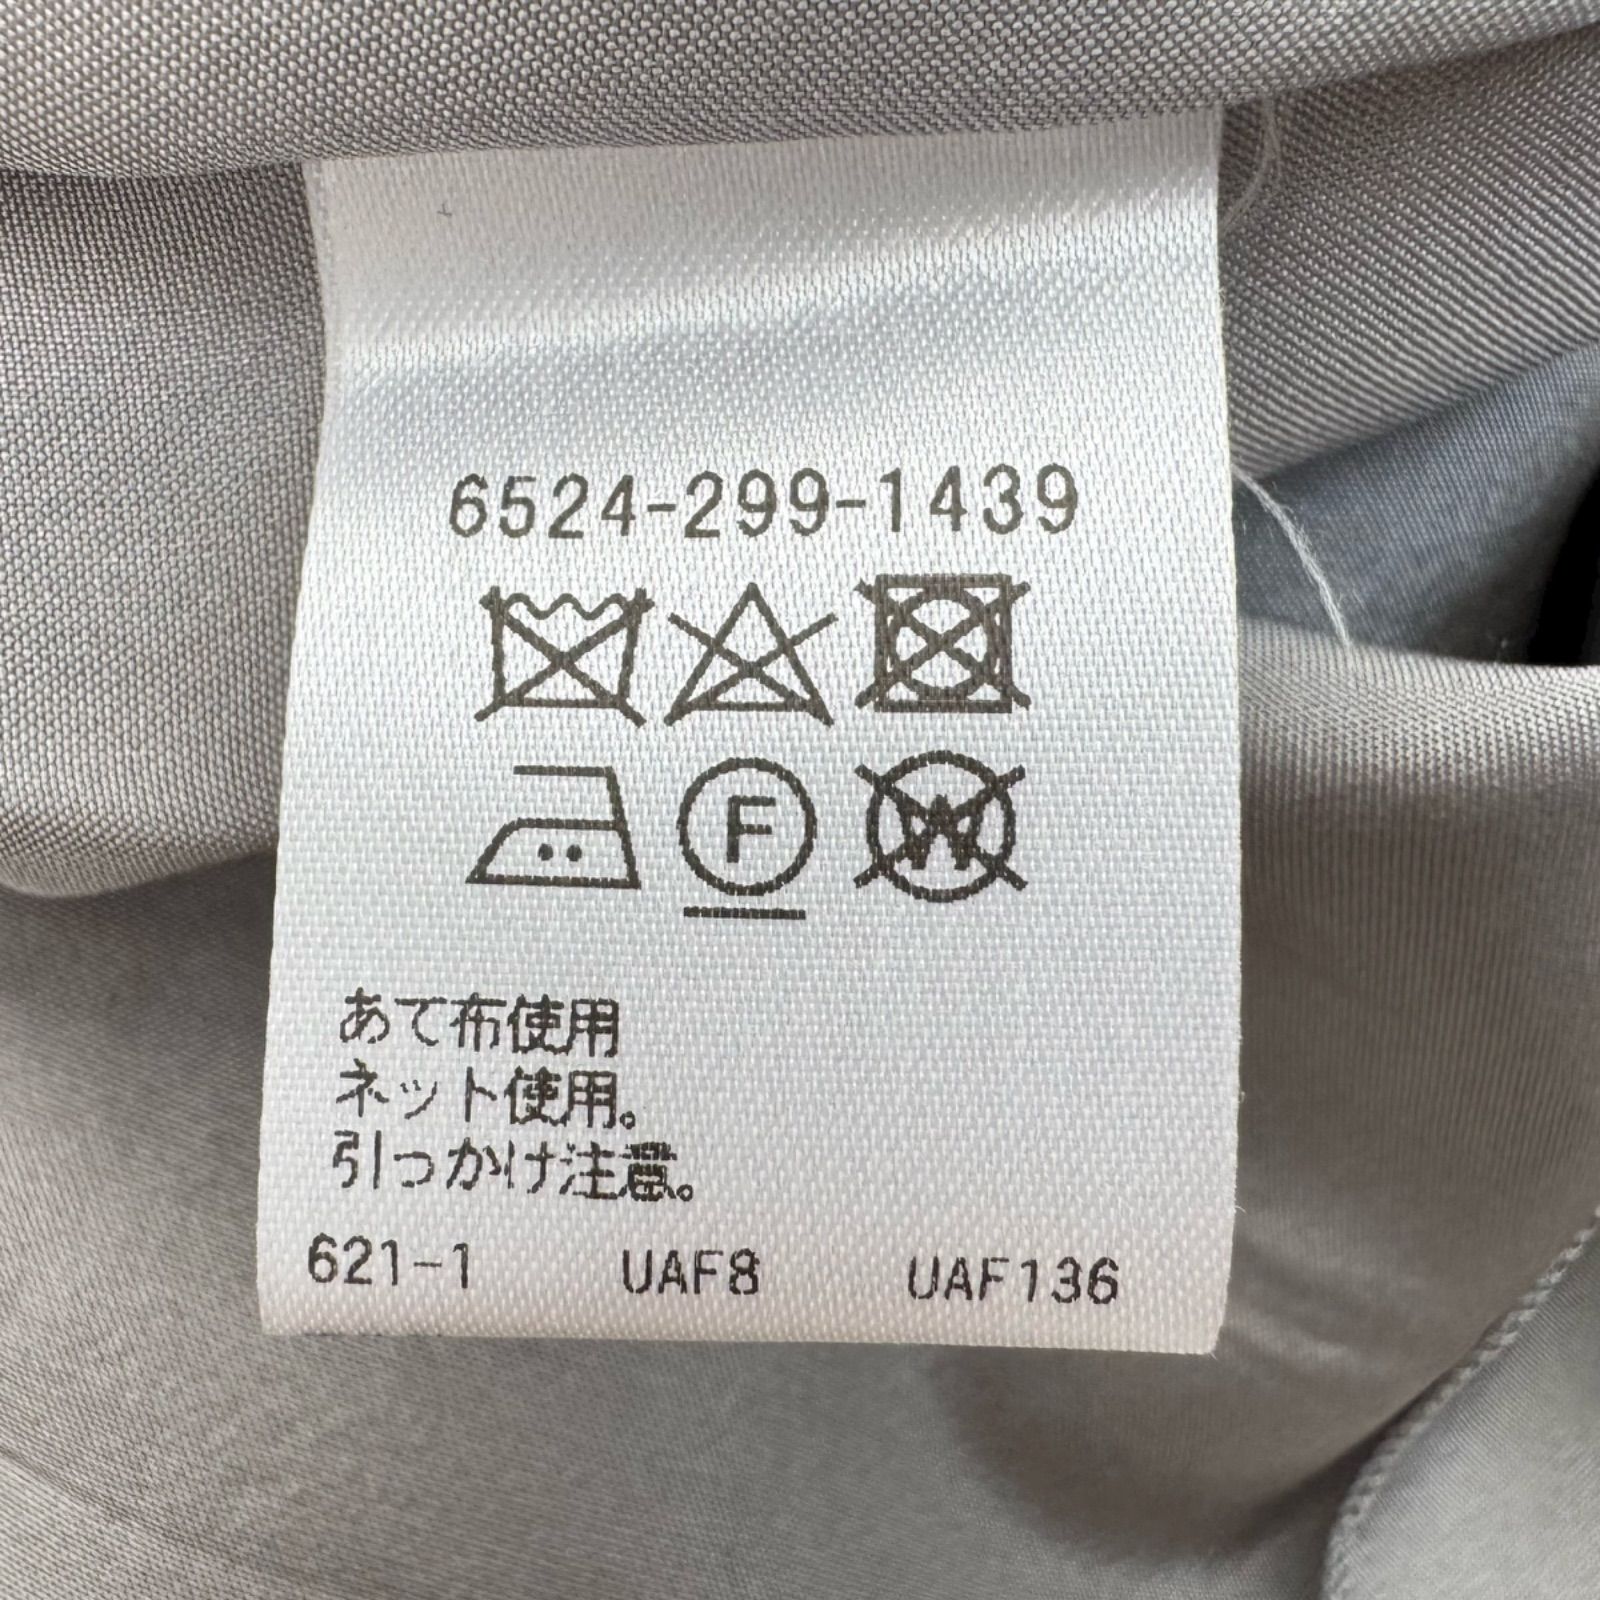 6524-299-1439
F
W
あて布使用
ネット使用。
引っかけ注意。
621-1 UAF8 UAF136